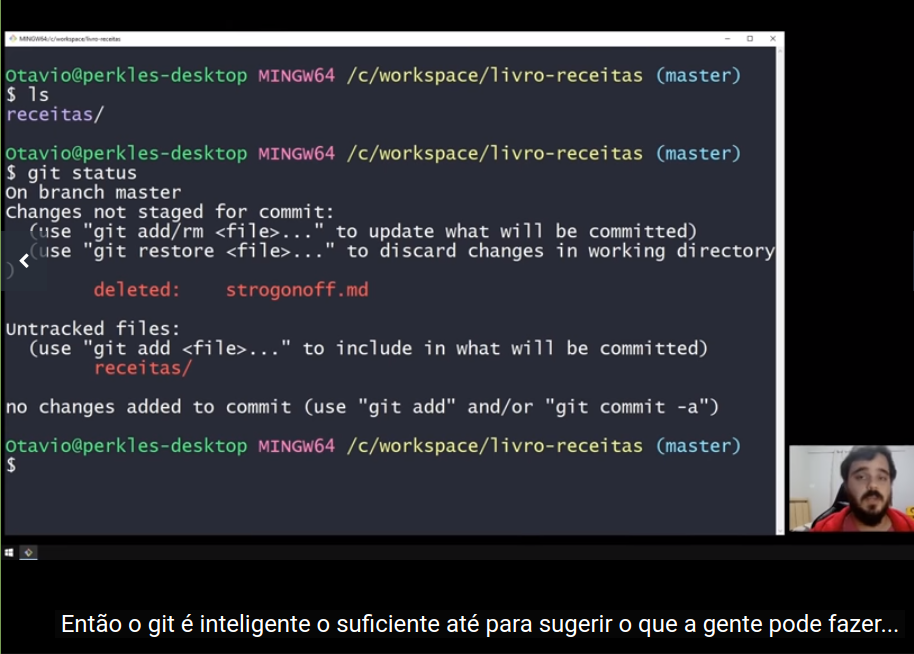 MINGW64:/c/workspace/livro-receitas
Otavio@perkles-desktop MINGW64 /c/workspace/livro-receitas (master)
$ ls
receitas/
Otavio@perkles-desktop MINGW64 /c/workspace/livro-receitas (master)
$ git status
On branch master
Changes not staged for commit:
(use "git add/rm <file>..." to update what will be committed)
(use "git restore <file>..." to discard changes in working directory
)
deleted: strogonoff.md
Untracked files:
(use "git add <file>..." to include in what will be committed)
receitas/
no changes added to commit (use "git add" and/or "git commit -a")
Otavio@perkles-desktop MINGW64 /c/workspace/livro-receitas (master)
$
Então o git é inteligente o suficiente até para sugerir o que a gente pode fazer...